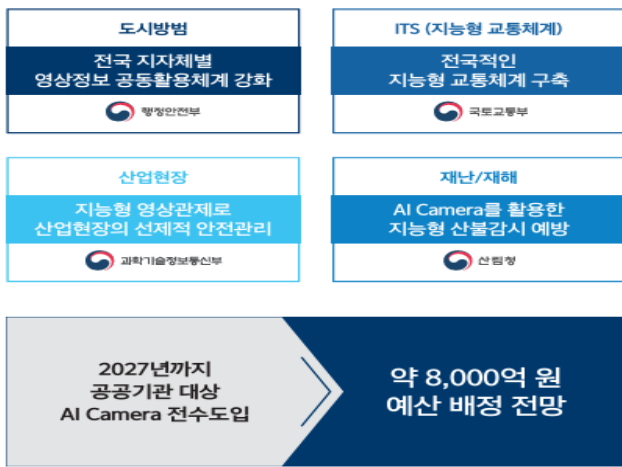 도시방범
전국 지자체별
영상정보 공동활용체계 강화
행정안전부
ITS (지능형 교통체계)
전국적인
지능형 교통체계 구축
국토교통부
산업현장
지능형 영상관제로
산업현장의 선제적 안전관리
과학기술정보통신부
재난/재해
AI Camera를 활용한
지능형 산불감시 예방
산림청
2027년까지
공공기관 대상
AI Camera 전수도입
약 8,000억 원
예산 배정 전망